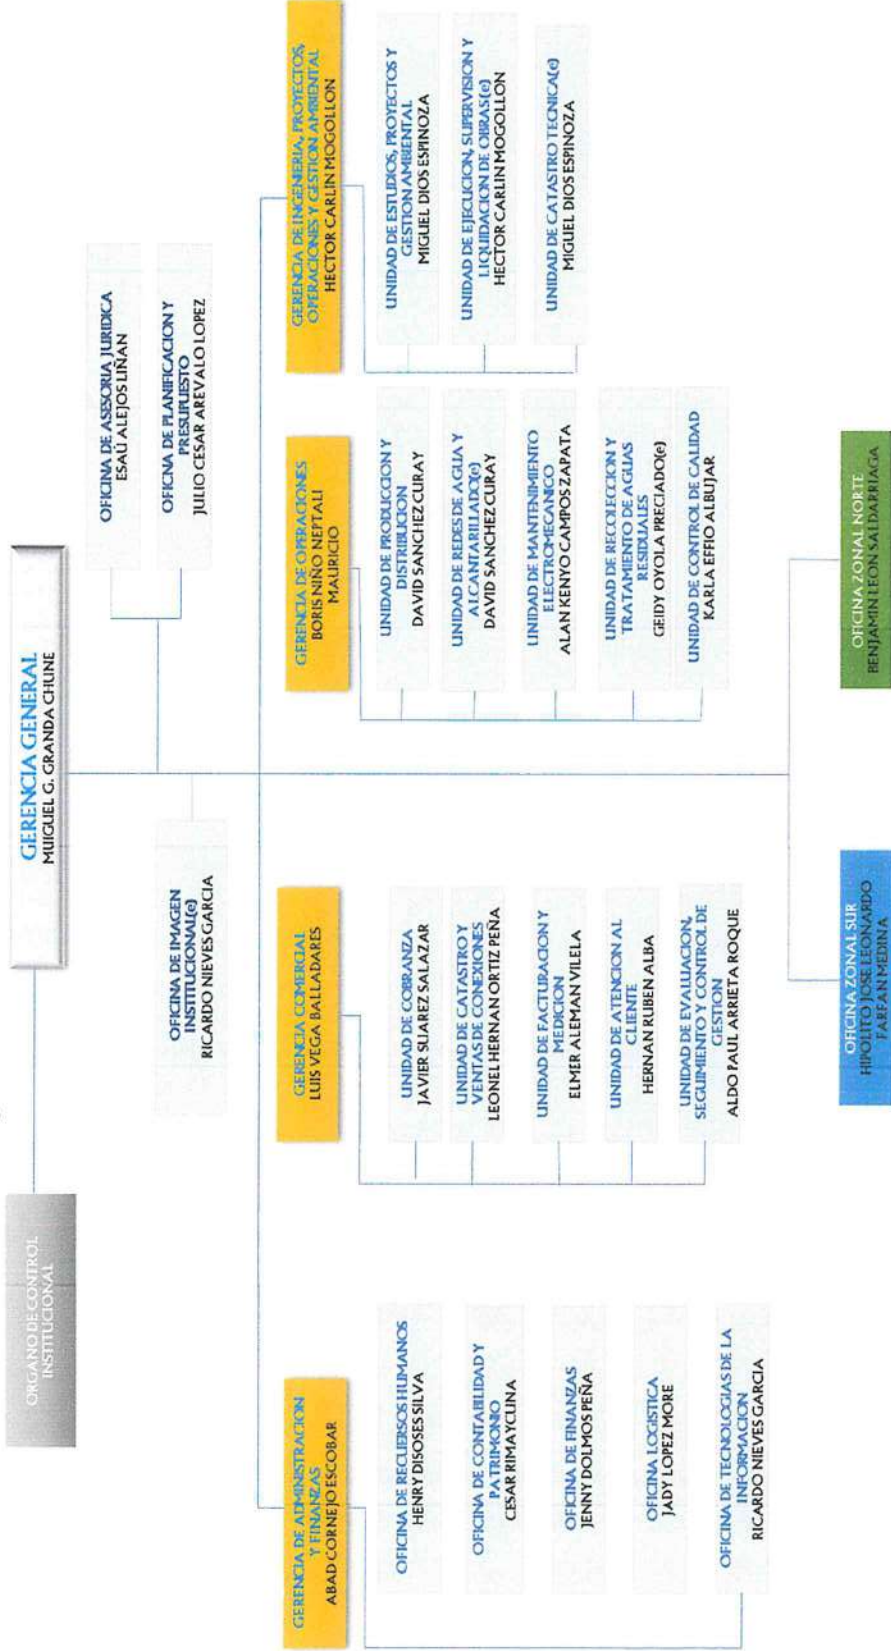 ORGANO DE CONTROL
INSTITUCIONAL
GERENCIA GENERAL
MUIGUEL G. GRANDA CHUNE
OFICINA DE IMAGEN
INSTITUCIONAL(e)
RICARDO NIEVES GARCIA
OFICINA DE ASESORIA JURIDICA
ESAÚ ALEJOS LIÑAN
OFICINA DE PLANIFICACION Y
PRESUPUESTO
JULIO CESAR AREVALO LOPEZ
GERENCIA DE ADMINISTRACION
Y FINANZAS
ABAD CORNEJO ESCOBAR
OFICINA DE RECUERSOS HUMANOS
HENRY DISOSES SILVA
OFICINA DE CONTABILIDAD Y
PATRIMONIO
CESAR RIMAYCUNA
OFICINA DE FINANZAS
JENNY DOLMOS PEÑA
OFICINA LOGISTICA
JADY LOPEZ MORE
OFICINA DE TECNOLOGIAS DE LA
INFORMACION
RICARDO NIEVES GARCIA
GERENCIA COMERCIAL
LUIS VEGA BALLADARES
UNIDAD DE COBRANZA
JAVIER SUAREZ SALAZAR
UNIDAD DE CATASTRO Y
VENTAS DE CONEXIONES
LEONEL HERNAN ORTIZ PEÑA
UNIDAD DE FACTURACION Y
MEDICION
ELMER ALEMAN VILELA
UNIDAD DE ATENCION AL
CLIENTE
HERNAN RUBEN ALBA
UNIDAD DE EVALUACION,
SEGUIMIENTO Y CONTROL DE
GESTION
ALDO PAUL ARRIETA ROQUE
GERENCIA DE OPERACIONES
BORIS NIÑO NEPTALI
MAURICIO
UNIDAD DE PRODUCCION Y
DISTRIBUCION
DAVID SANCHEZ CURAY
UNIDAD DE REDES DE AGUA Y
ALCANTARILLADO(e)
DAVID SANCHEZ CURAY
UNIDAD DE MANTENIMIENTO
ELECTROMECANICO
ALAN KENYO CAMPOS ZAPATA
UNIDAD DE RECOLECCION Y
TRATAMIENTO DE AGUAS
RESIDUALES
GEIDY OYOLA PRECIADO(e)
UNIDAD DE CONTROL DE CALIDAD
KARLA EFFIO ALBUJAR
GERENCIA DE INGENIERIA, PROYECTOS,
OPERACIONES Y GESTION AMBIENTAL
HECTOR CARLIN MOGOLLON
UNIDAD DE ESTUDIOS, PROYECTOS Y
GESTION AMBIENTAL
MIGUEL DIOS ESPINOZA
UNIDAD DE EJECUCION, SUPERVISION Y
LIQUIDACION DE OBRAS(e)
HECTOR CARLIN MOGOLLON
UNIDAD DE CATASTRO TECNICA(e)
MIGUEL DIOS ESPINOZA
OFICINA ZONAL SUR
HIPOLITO JOSE LEONARDO
FARFAN MEDINA
OFICINA ZONAL NORTE
BENJAMIN LEON SALDARRIAGA